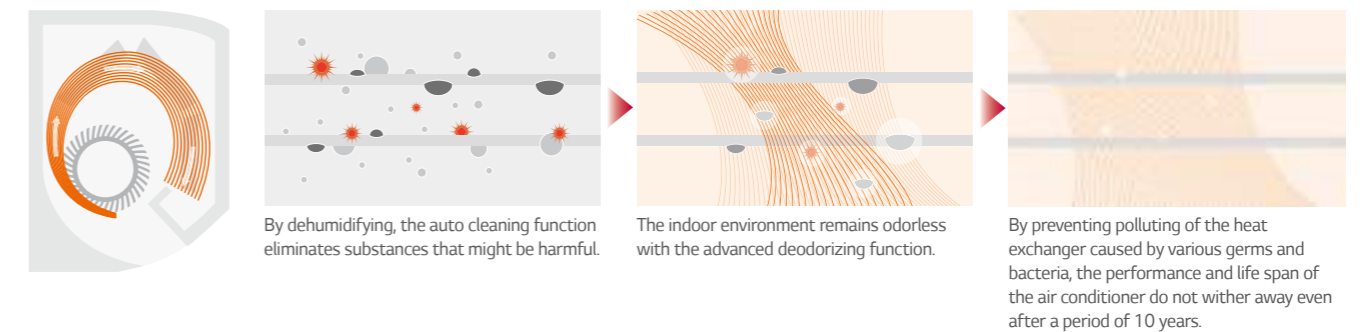 By dehumidifying, the auto cleaning function
eliminates substances that might be harmful.
The indoor environment remains odorless
with the advanced deodorizing function.
By preventing polluting of the heat
exchanger caused by various germs and
bacteria, the performance and life span of
the air conditioner do not wither away even
after a period of 10 years.